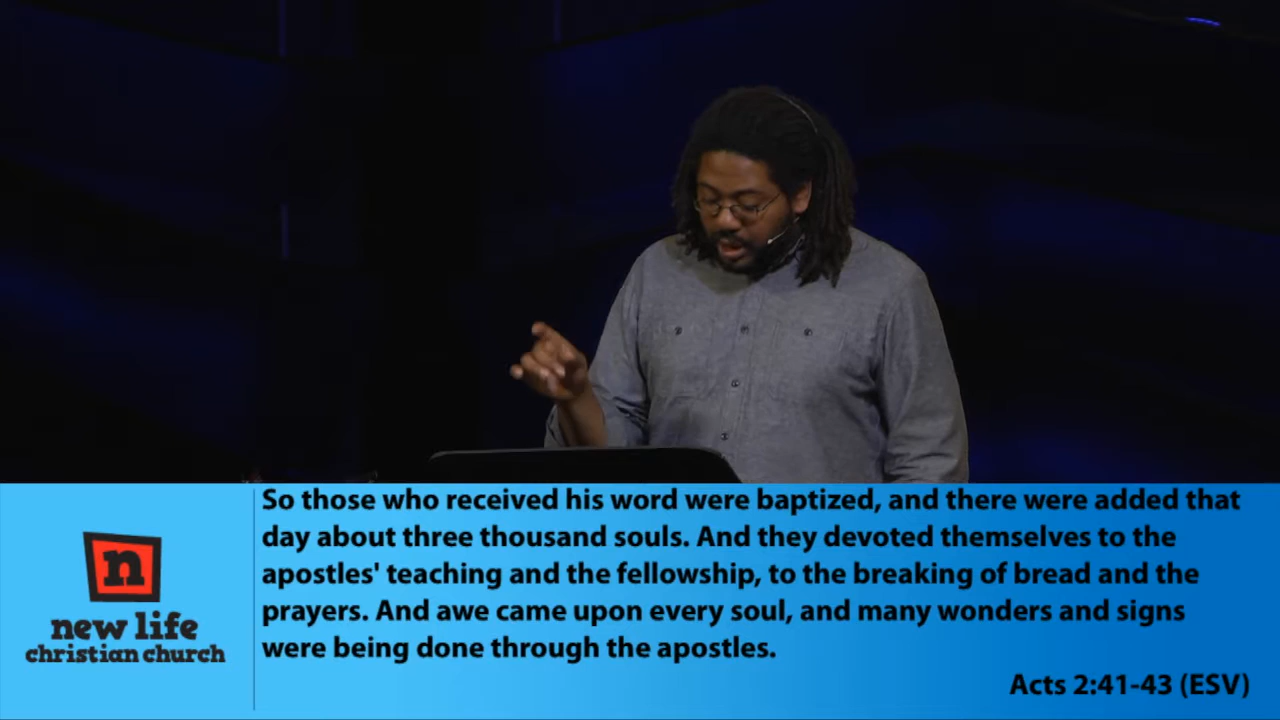 So those who received his word were baptized, and there were added that
day about three thousand souls. And they devoted themselves to the
apostles' teaching and the fellowship, to the breaking of bread and the
prayers. And awe came upon every soul, and many wonders and signs
were being done through the apostles.
Acts 2:41-43 (ESV)
n
new life
christian church